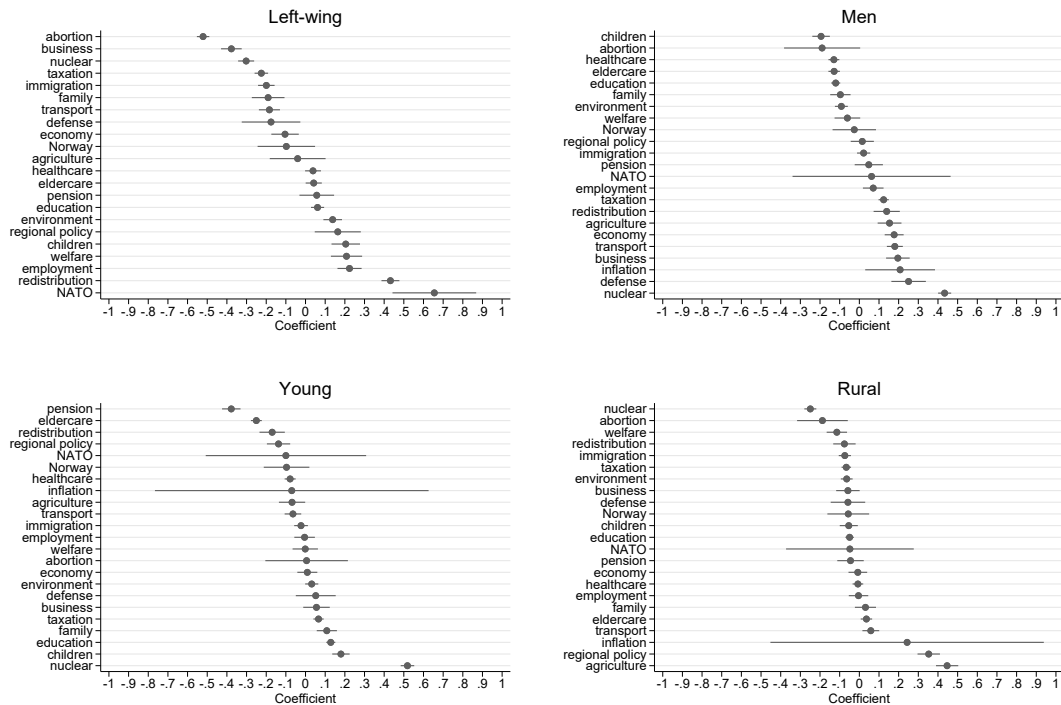 Left-wing
abortion
business
nuclear
taxation
immigration
family
transport
defense
economy
Norway
agriculture
healthcare
eldercare
pension
education
environment
regional policy
children
welfare
employment
redistribution
NATO
-1 -.9 -.8 -.7 -.6 -.5 -.4 -.3 -.2 -.1 0 .1 .2 .3 .4 .5 .6 .7 .8 .9 1
Coefficient
Men
children
abortion
healthcare
eldercare
education
family
environment
welfare
Norway
regional policy
immigration
pension
NATO
employment
taxation
redistribution
agriculture
economy
transport
business
inflation
defense
nuclear
-1 -.9 -.8 -.7 -.6 -.5 -.4 -.3 -.2 -.1 0 .1 .2 .3 .4 .5 .6 .7 .8 .9 1
Coefficient
Young
pension
eldercare
redistribution
regional policy
NATO
Norway
healthcare
inflation
agriculture
transport
immigration
employment
welfare
abortion
economy
environment
defense
business
taxation
family
education
children
nuclear
-1 -.9 -.8 -.7 -.6 -.5 -.4 -.3 -.2 -.1 0 .1 .2 .3 .4 .5 .6 .7 .8 .9 1
Coefficient
Rural
nuclear
abortion
welfare
redistribution
immigration
taxation
environment
business
defense
Norway
children
education
NATO
pension
economy
healthcare
employment
family
eldercare
transport
inflation
regional policy
agriculture
-1 -.9 -.8 -.7 -.6 -.5 -.4 -.3 -.2 -.1 0 .1 .2 .3 .4 .5 .6 .7 .8 .9 1
Coefficient